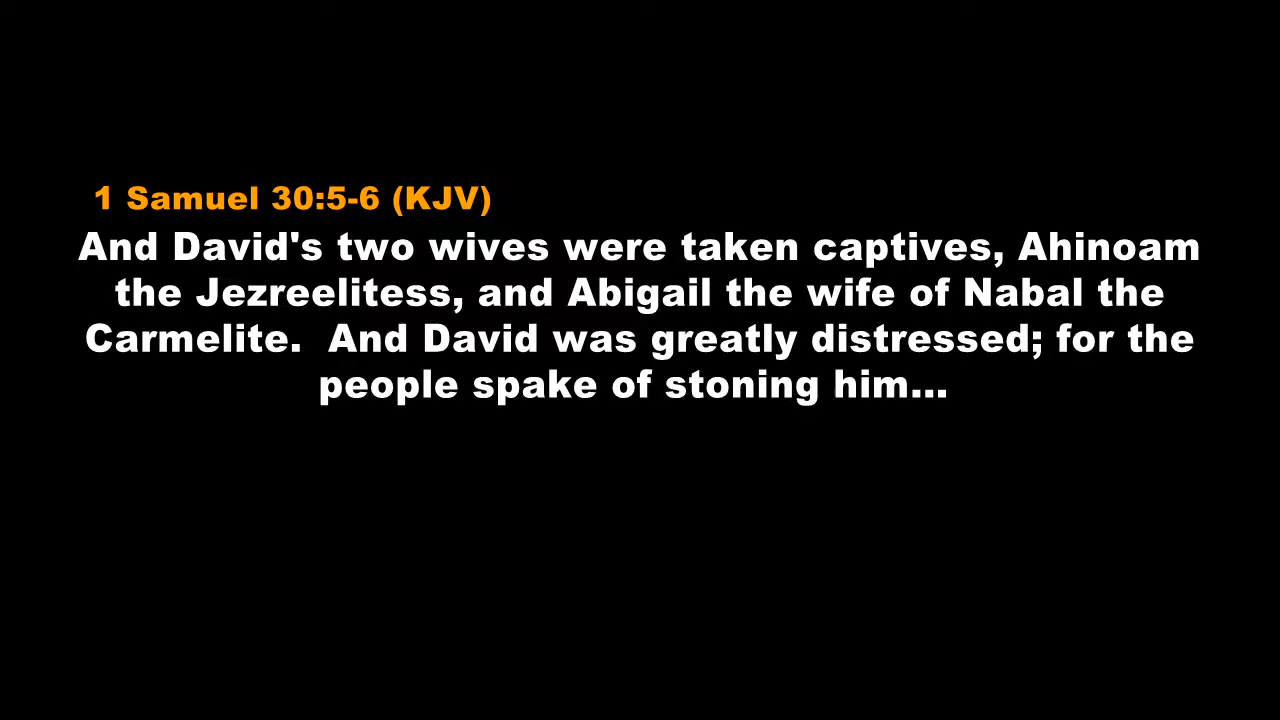 1 Samuel 30:5-6 (KJV)
And David's two wives were taken captives, Ahinoam
the Jezreelitess, and Abigail the wife of Nabal the
Carmelite.  And David was greatly distressed; for the
people spake of stoning him...